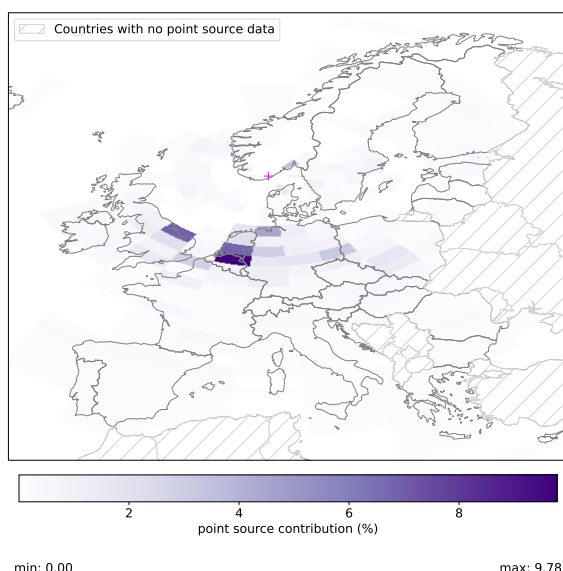 Countries with no point source data
2 4 6 8
point source contribution (%)
min: 0.00 max: 9.78